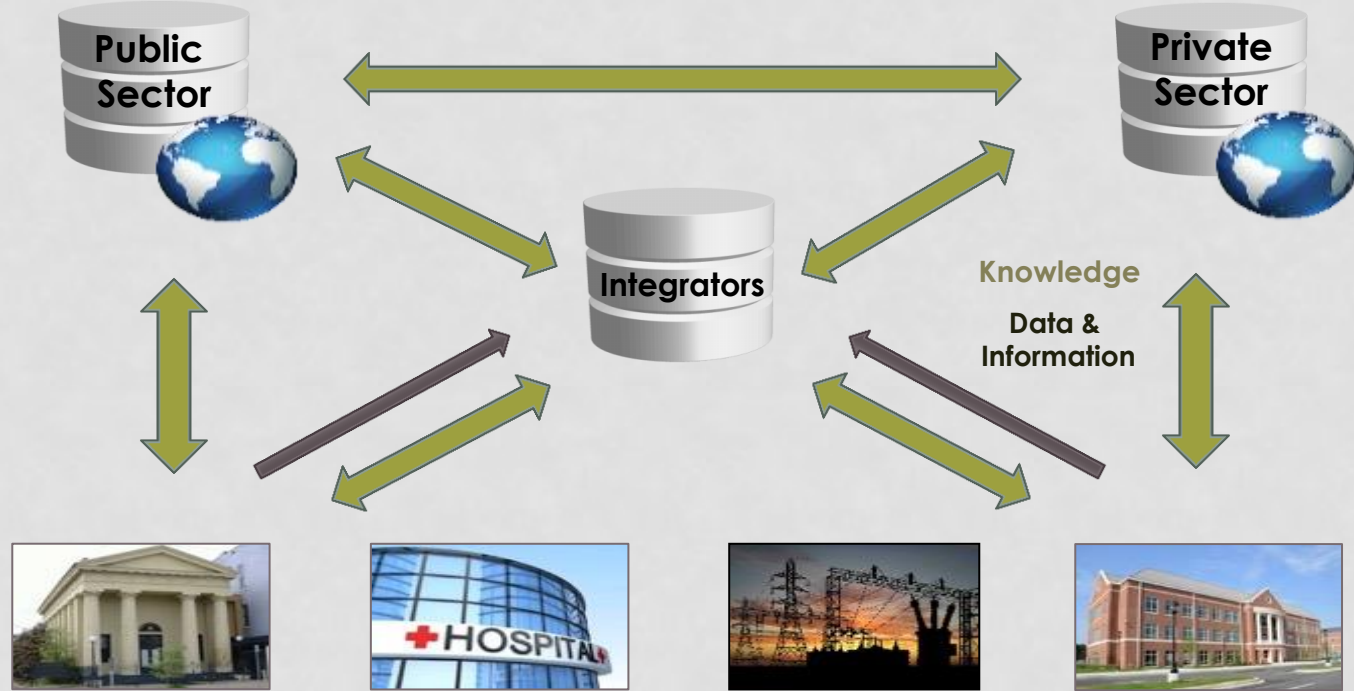 Public
Sector
Private
Sector
Integrators
Knowledge
Data &
Information
HOSPITAL